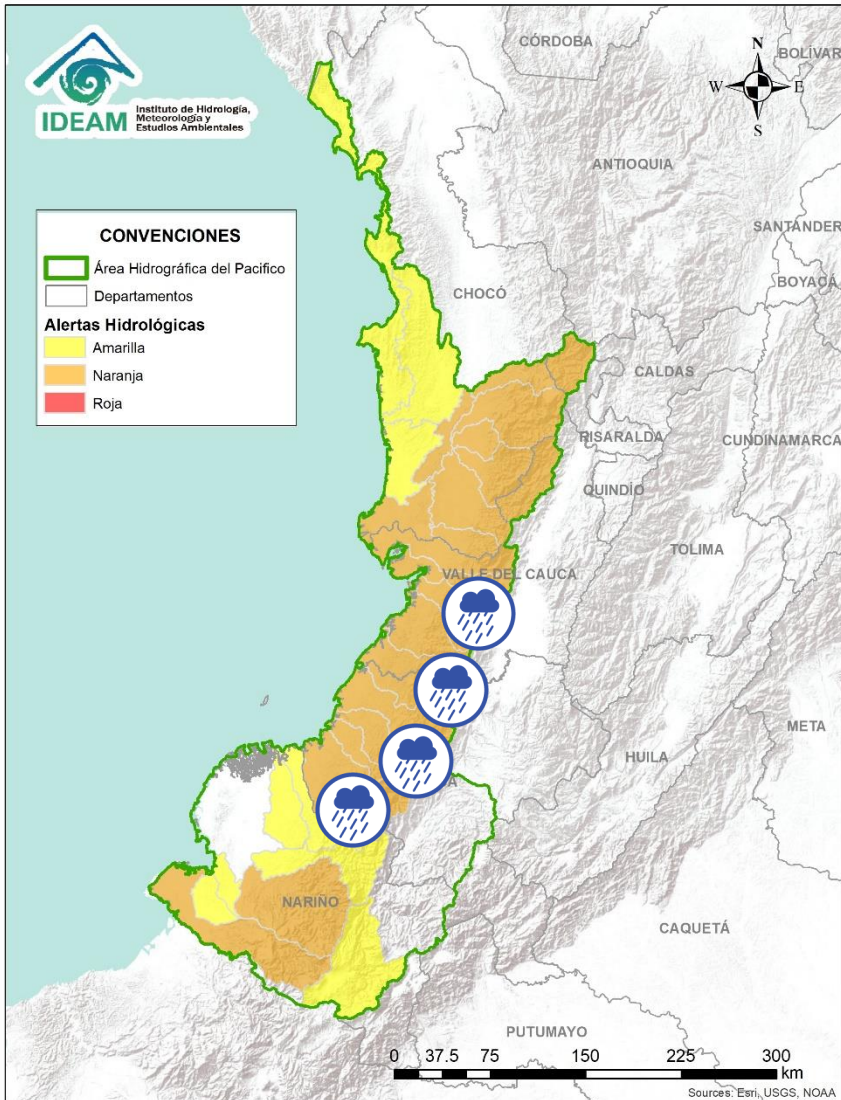 IDEAM
Instituto de Hidrología,
Meteorología y
Estudios Ambientales
CÓRDOBA
BOLÍVAR
N
W
E
S
ANTIOQUIA
SANTANDER
BOYACÁ
CONVENCIONES
Área Hidrográfica del Pacifico
Departamentos
Alertas Hidrológicas
Amarilla
Naranja
Roja
CHOCÓ
CALDAS
RISARALDA
CUNDINAMARCA
QUINDÍO
TOLIMA
VALLE DEL CAUCA
META
HUILA
A
NARIÑO
CAQUETÁ
PUTUMAYO
0 37.5 75 150 225 300
km
Sources: Esri, USGS, NOAA